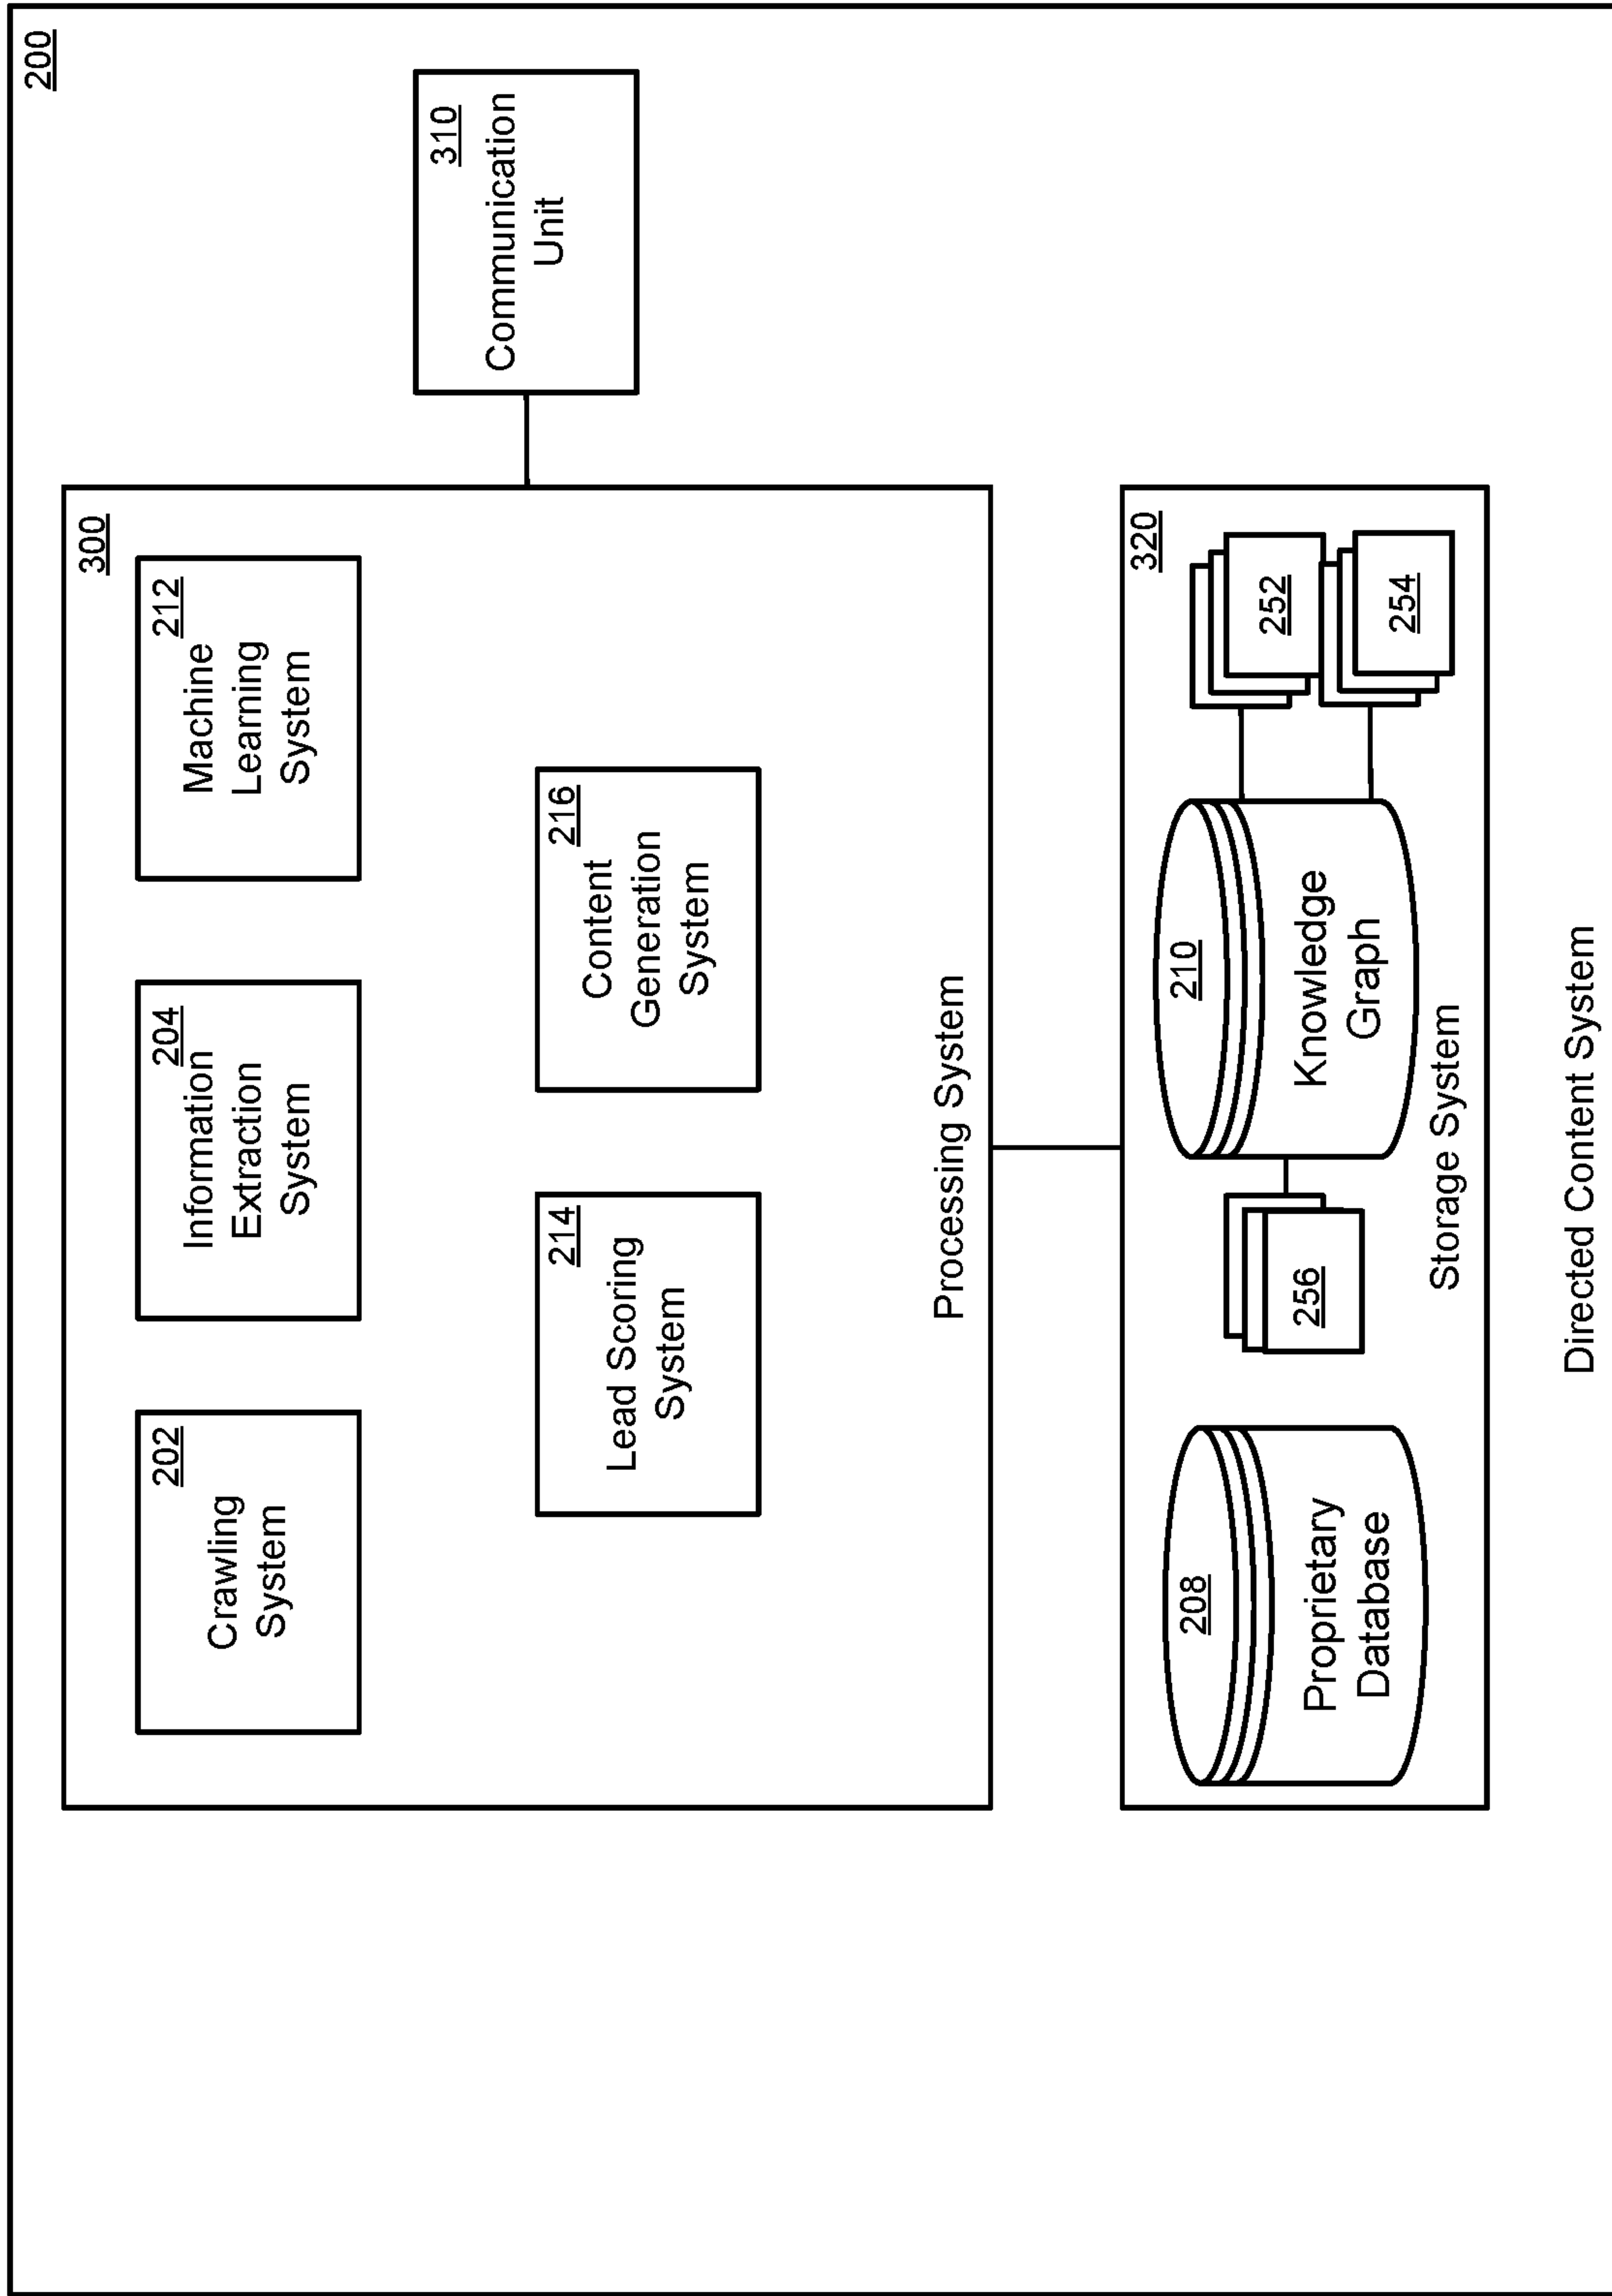 200
300
202
Crawling
System
204
Information
Extraction
System
212
Machine
Learning
System
310
Communication
Unit
214
Lead Scoring
System
216
Content
Generation
System
Processing System
320
208
Proprietary
Database
256
210
Knowledge
Graph
252
254
Storage System
Directed Content System